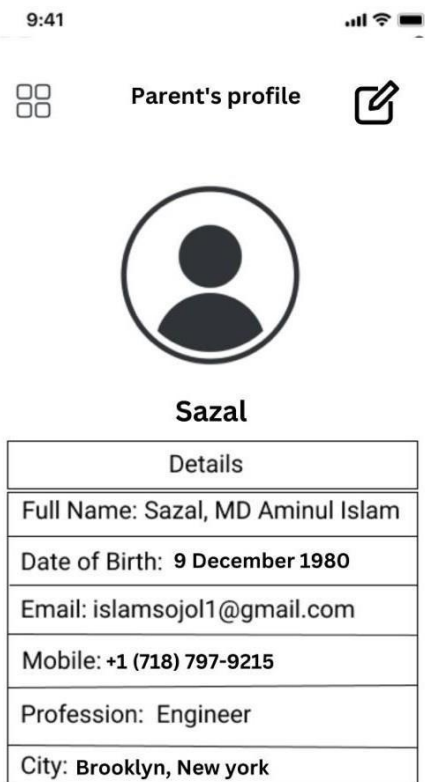 9:41
Parent's profile
Sazal
Details
Full Name: Sazal, MD Aminul Islam
Date of Birth: 9 December 1980
Email: islamsojol1@gmail.com
Mobile: +1 (718) 797-9215
Profession: Engineer
City: Brooklyn, New york